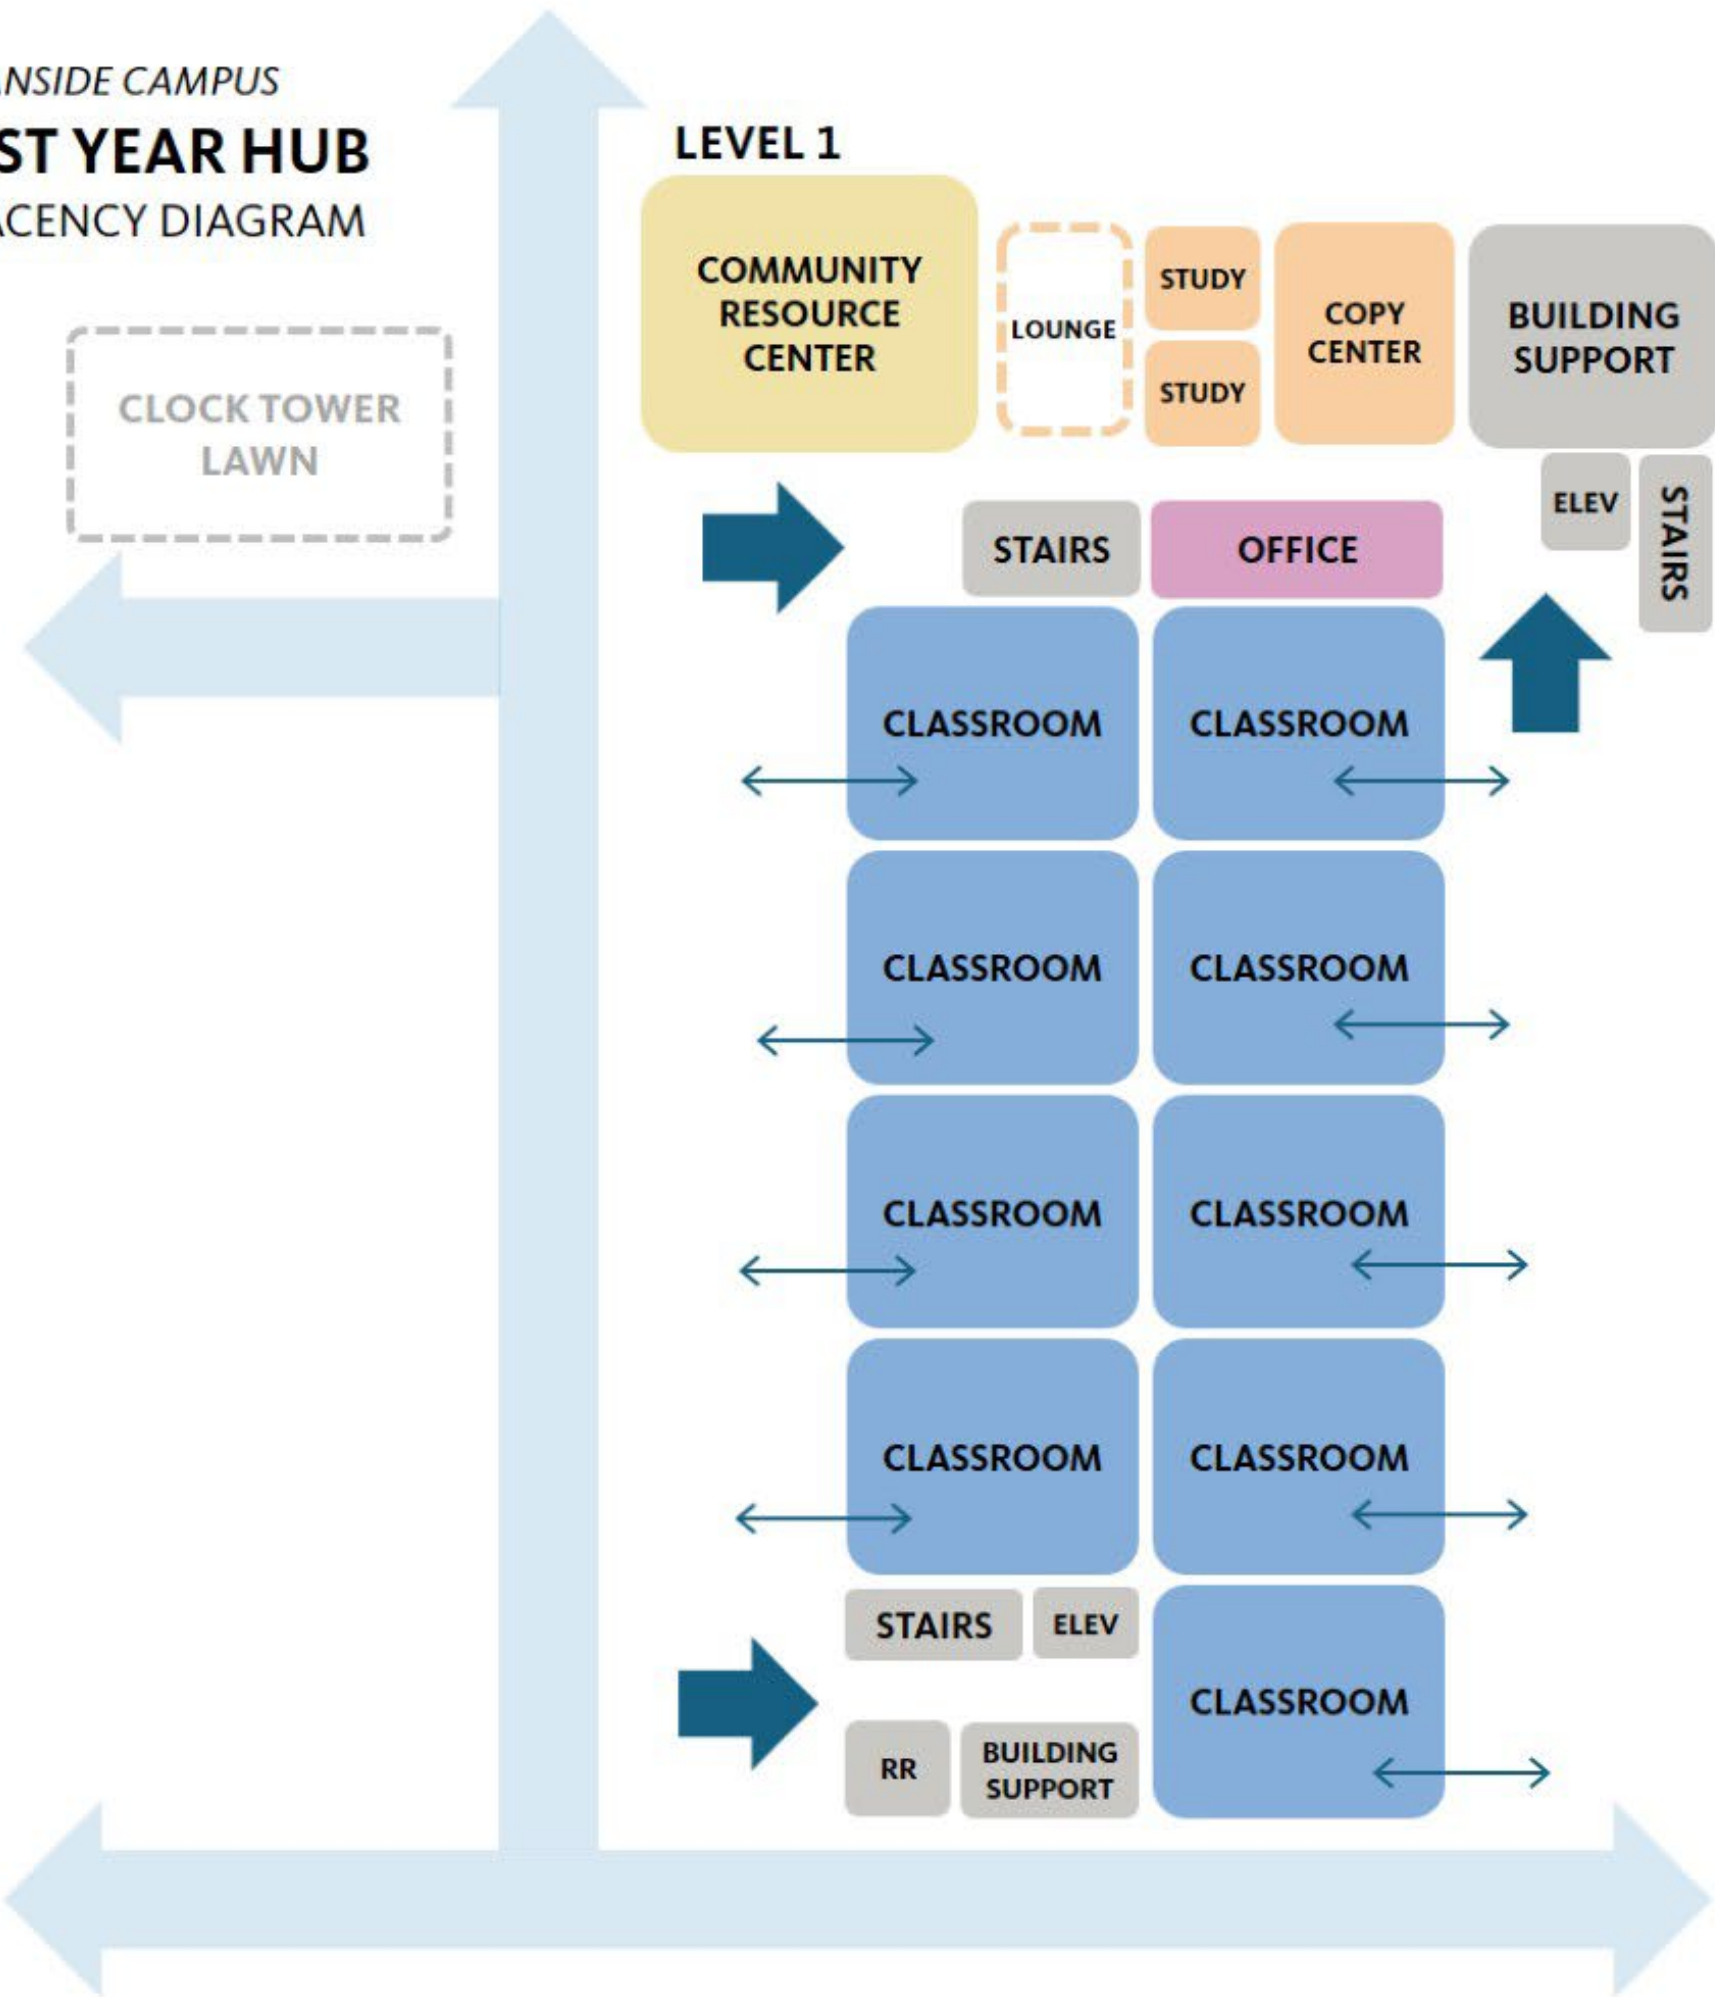 ANSIDE CAMPUS
ST YEAR HUB
ACENCY DIAGRAM
LEVEL 1
COMMUNITY
RESOURCE
CENTER
LOUNGE
STUDY
STUDY
COPY
CENTER
BUILDING
SUPPORT
CLOCK TOWER
LAWN
ELEV
STAIRS
STAIRS
OFFICE
CLASSROOM
CLASSROOM
CLASSROOM
CLASSROOM
CLASSROOM
CLASSROOM
CLASSROOM
CLASSROOM
STAIRS
ELEV
CLASSROOM
RR
BUILDING
SUPPORT